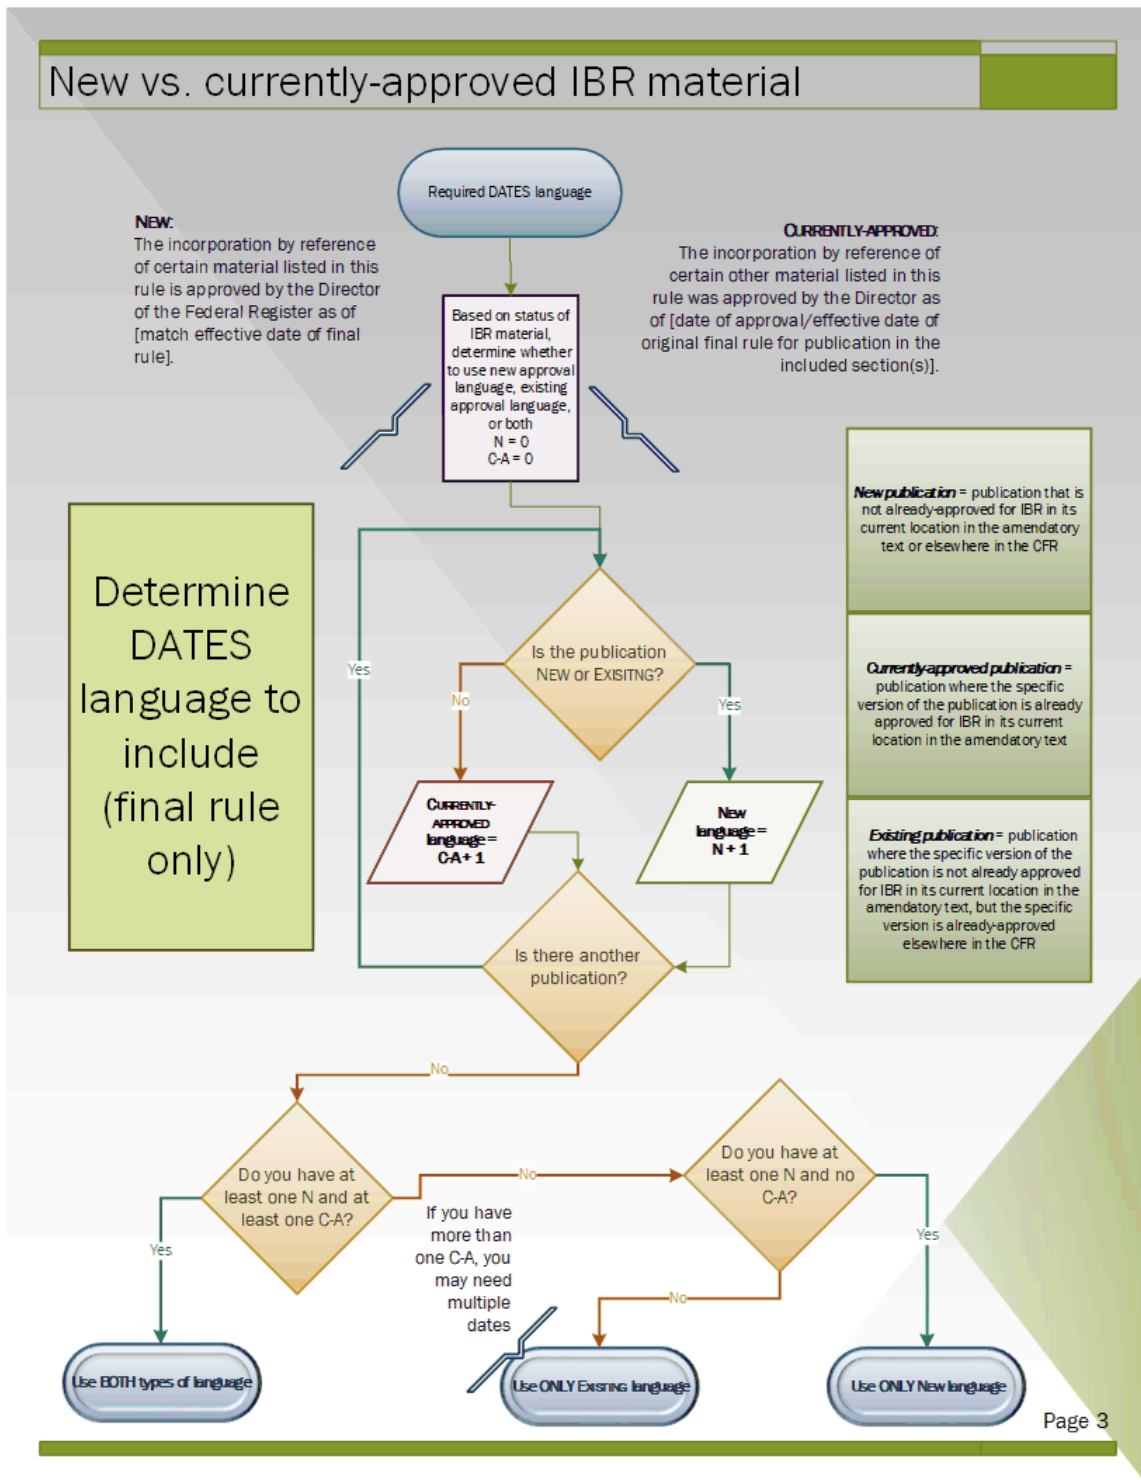 New vs. currently-approved IBR material
Required DATES language
NEW:
The incorporation by reference
of certain material listed in this
rule is approved by the Director
of the Federal Register as of
[match effective date of final
rule].
CURRENTLY-APPROVED:
The incorporation by reference of
certain other material listed in this
rule was approved by the Director as
of [date of approval/effective date of
original final rule for publication in the
included section(s)].
Based on status of
IBR material,
determine whether
to use new approval
language, existing
approval language,
or both
N = 0
C-A = 0
New publication = publication that is
not already-approved for IBR in its
current location in the amendatory
text or elsewhere in the CFR
Currently-approved publication =
publication where the specific
version of the publication is already
approved for IBR in its current
location in the amendatory text
Existing publication = publication
where the specific version of the
publication is not already approved
for IBR in its current location in the
amendatory text, but the specific
version is already-approved
elsewhere in the CFR
Determine
DATES
language to
include
(final rule
only)
Is the publication
NEW or EXISITNG?
Yes
No
Yes
CURRENTLY-
APPROVED
language =
C-A + 1
New
language =
N + 1
Is there another
publication?
No
Do you have at
least one N and at
least one C-A?
No
Do you have at
least one N and no
C-A?
If you have
more than
one C-A, you
may need
multiple
dates
Yes
Yes
No
Use BOTH types of language
Use ONLY EXISTING language
Use ONLY New language
Page 3